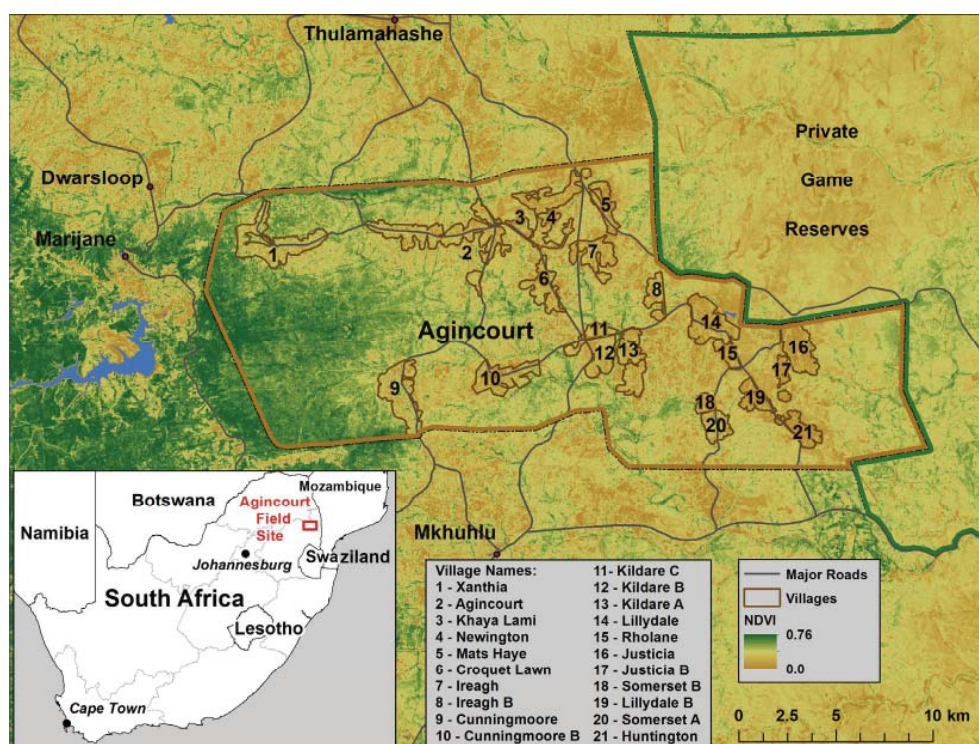 Thulamahashe
Private
Game
Reserves
Dwarsloop
Marijane
1
2
3
4
5
6
7
8
Agincourt
9
10
11
12
13
14
15
16
17
18
19
20
21
Mkhuhlu
Namibia
Botswana
Mozambique
Agincourt
Field
Site
Johannesburg
Swaziland
South Africa
Lesotho
Cape Town
Village Names:
1 - Xanthia
2 - Agincourt
3 - Khaya Lami
4 - Newington
5 - Mats Haye
6 - Croquet Lawn
7 - Ireagh
8 - Ireagh B
9 - Cunningmoore
10 - Cunningmoore B
11- Kildare C
12 - Kildare B
13 - Kildare A
14 - Lillydale
15 - Rholane
16 - Justicia
17 - Justicia B
18 - Somerset B
19 - Lillydale B
20 - Somerset A
21 - Huntington
Major Roads
Villages
NDVI
0.76
0.0
0 2.5 5 10 km